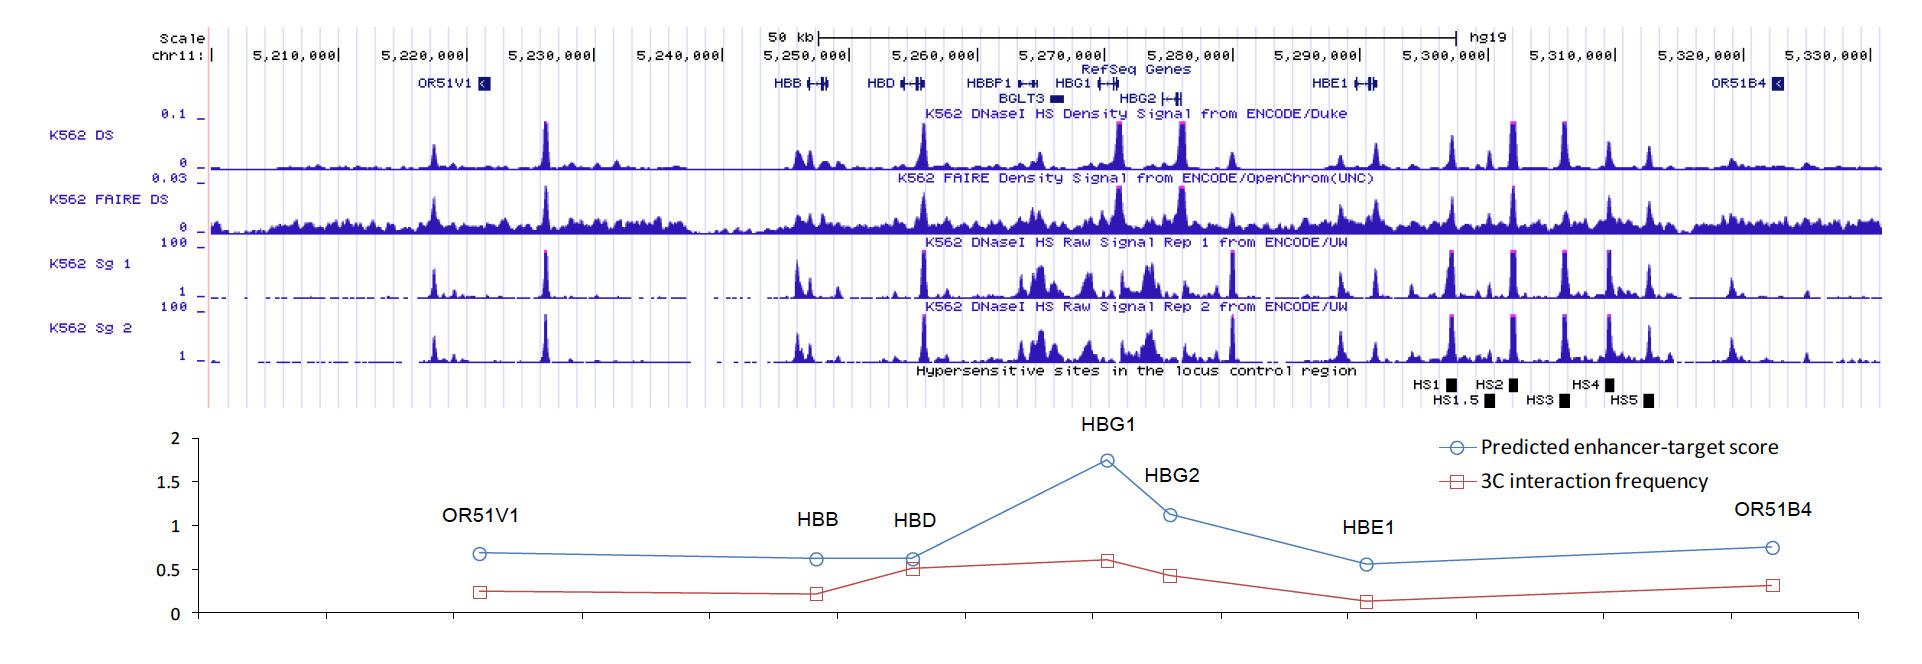 Scale 50 kb hg19
chr11: 5,210,000 5,220,000 5,230,000 5,240,000 5,250,000 5,260,000 5,270,000 5,280,000 5,290,000 5,300,000 5,310,000 5,320,000 5,330,000
RefSeq Genes
OR51V1 HBB HBD HBBP1 HBG1 HBE1 OR51B4
BGLT3 HBG2
K562 DNaseI HS Density Signal from ENCODE/Duke
0.1
K562 DS
0
K562 FAIRE Density Signal from ENCODE/OpenChrom(UNC)
0.03
K562 FAIRE DS
0
K562 DNaseI HS Raw Signal Rep 1 from ENCODE/UW
100
K562 Sg 1
1
K562 DNaseI HS Raw Signal Rep 2 from ENCODE/UW
100
K562 Sg 2
1
Hypersensitive sites in the locus control region
HS1 HS2 HS4
HS1.5 HS3 HS5
2
1.5
1
0.5
0
OR51V1
HBB
HBD
HBG1
HBG2
HBE1
OR51B4
Predicted enhancer-target score
3C interaction frequency